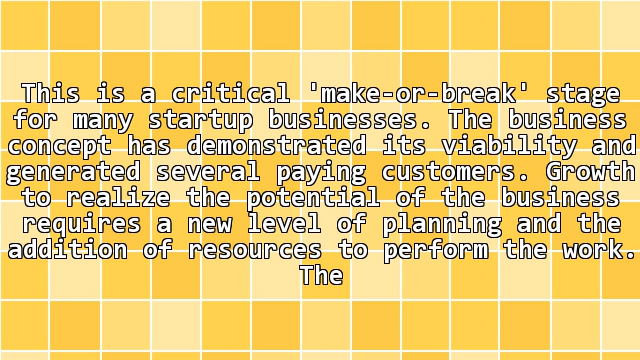 This is a critical 'make-or-break' stage
for many startup businesses. The business
concept has demonstrated its viability and
generated several paying customers. Growth
to realize the potential of the business
requires a new level of planning and the
addition of resources to perform the work.
The